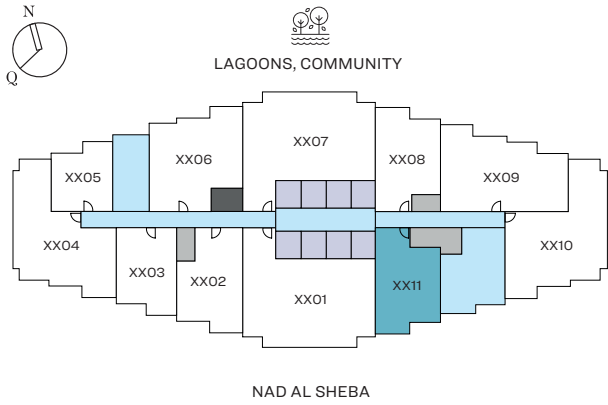 N
Q
LAGOONS, COMMUNITY
XX07
XX06
XX08
XX05
XX09
XX04
XX10
XX03
XX02
XX11
XX01
NAD AL SHEBA